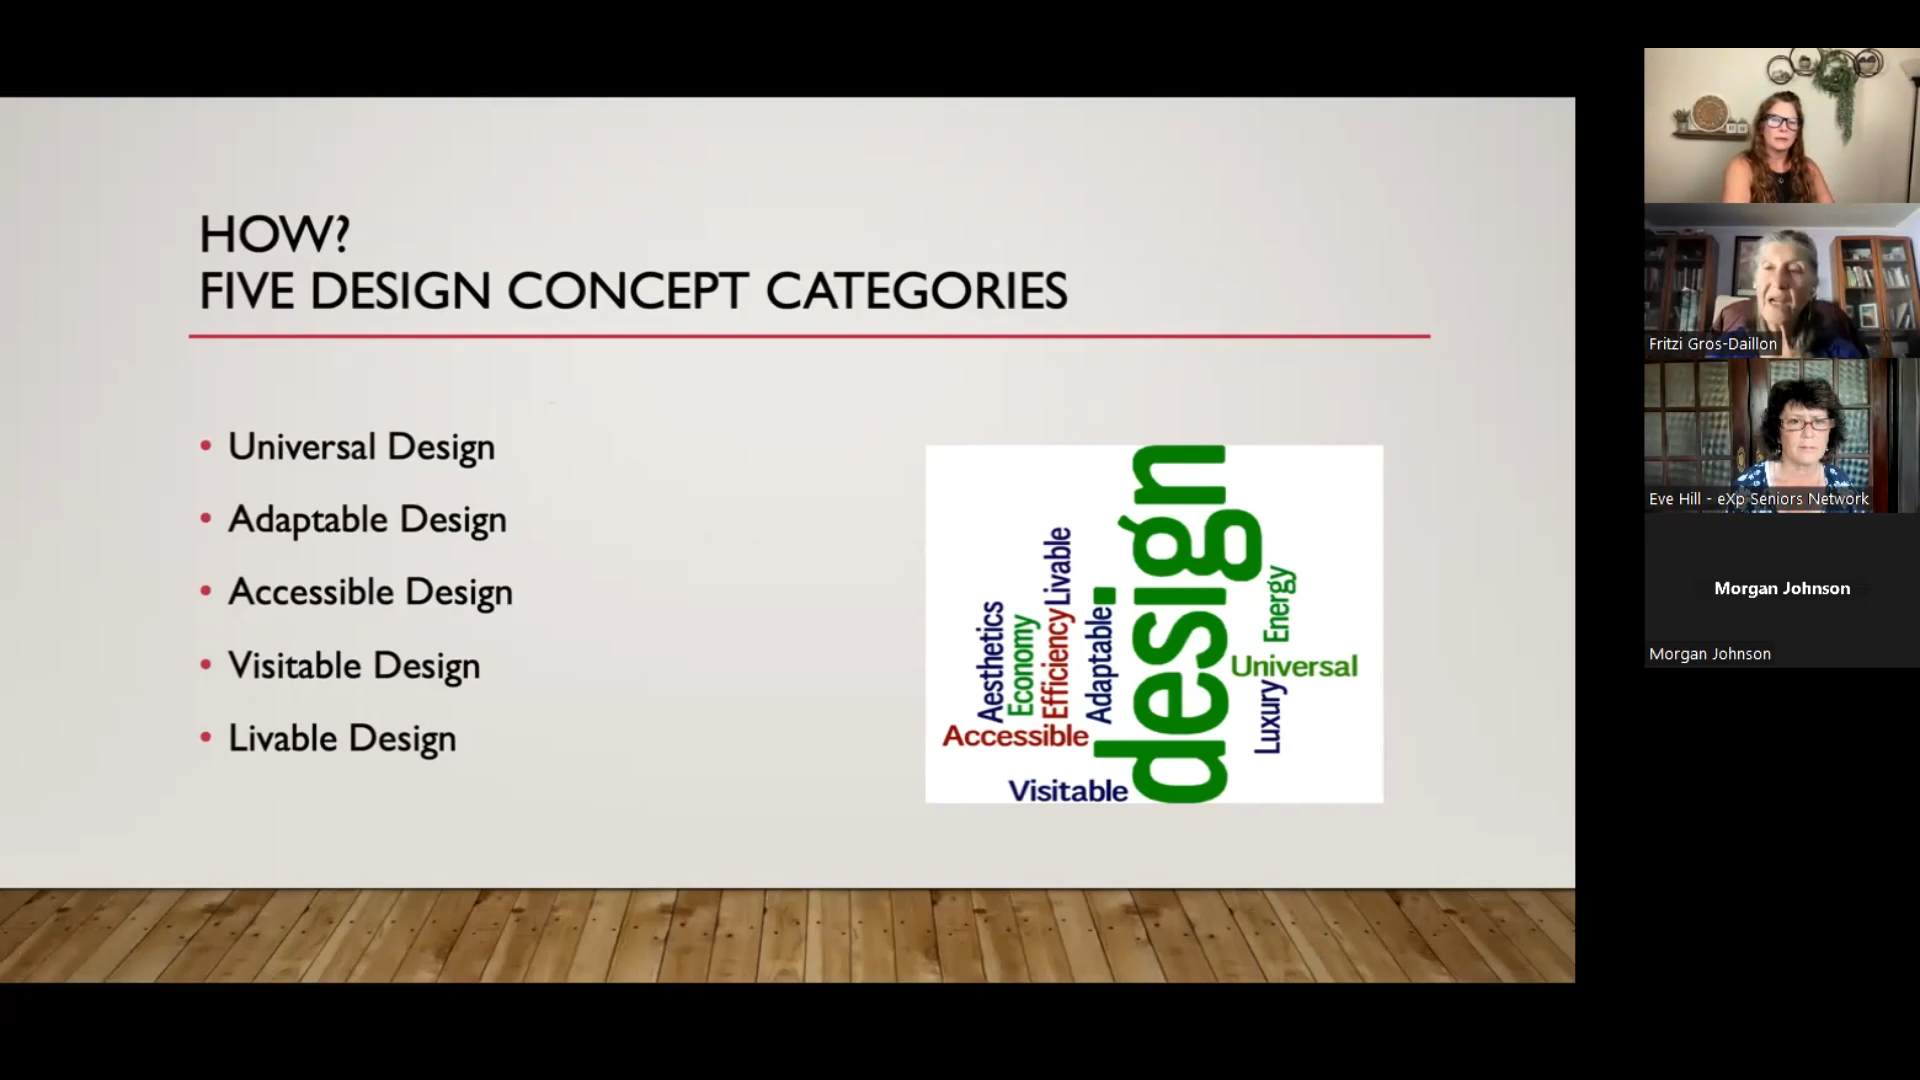 HOW?
FIVE DESIGN CONCEPT CATEGORIES
• Universal Design
• Adaptable Design
• Accessible Design
• Visitable Design
• Livable Design
Aesthetics
Economy
Efficiency
Livable
Adaptable
design
Energy
Universal
Luxury
Accessible
Visitable
Fritzi Gros-Daillon
Eve Hill - eXp Seniors Network
Morgan Johnson
Morgan Johnson